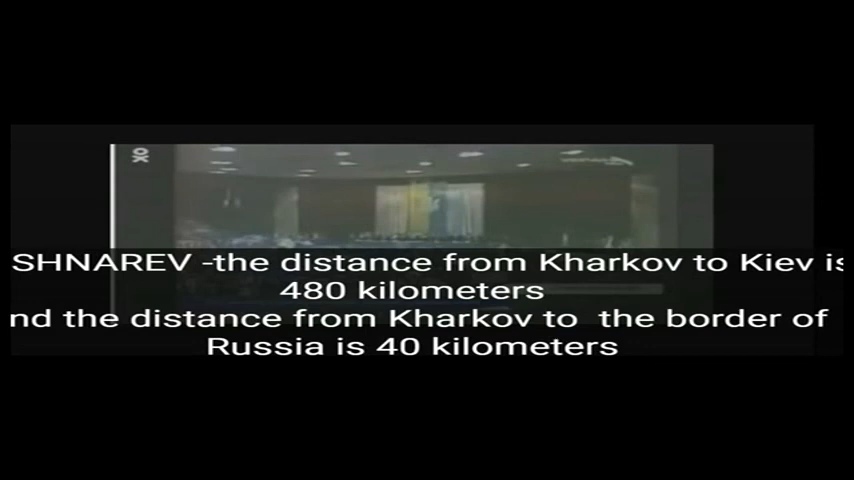 SHNAREV -the distance from Kharkov to Kiev is
480 kilometers
nd the distance from Kharkov to the border of
Russia is 40 kilometers